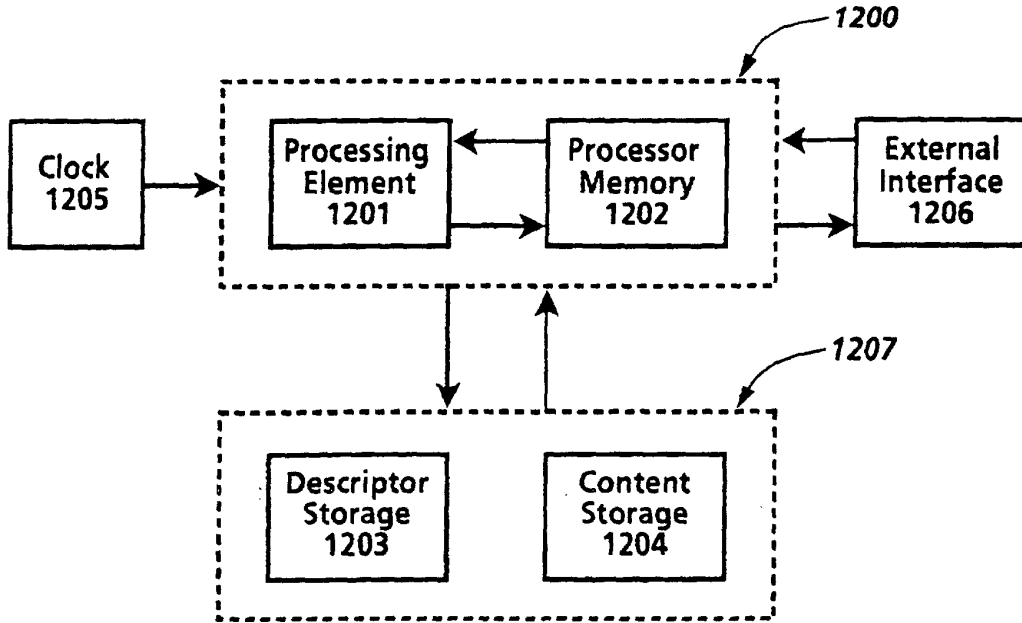 1200
Clock
1205
Processing
Element
1201
Processor
Memory
1202
External
Interface
1206
1207
Descriptor
Storage
1203
Content
Storage
1204